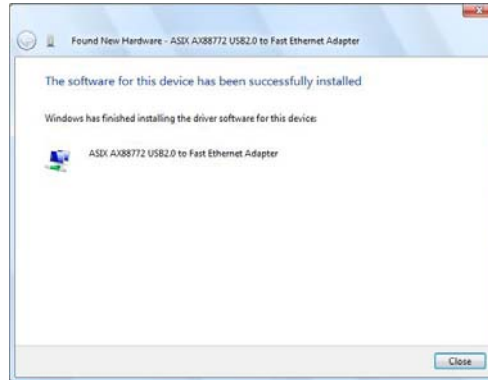 Found New Hardware - ASIX AX88772 USB2.0 to Fast Ethernet Adapter
The software for this device has been successfully installed
Windows has finished installing the driver software for this device:
ASIX AX88772 USB2.0 to Fast Ethernet Adapter
Close